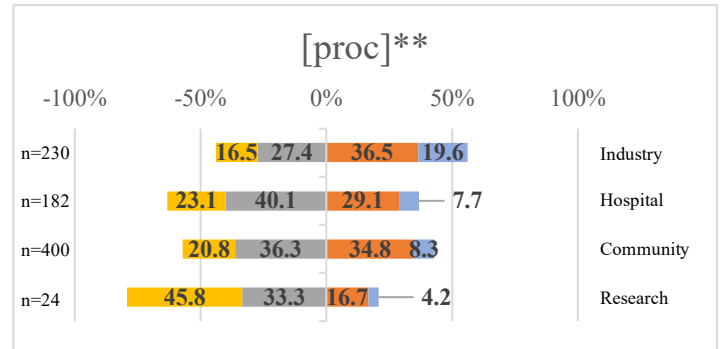 [proc]**
-100% -50% 0% 50% 100%
n=230 16.5 27.4 36.5 19.6 Industry
n=182 23.1 40.1 29.1 7.7 Hospital
n=400 20.8 36.3 34.8 8.3 Community
n=24 45.8 33.3 16.7 4.2 Research